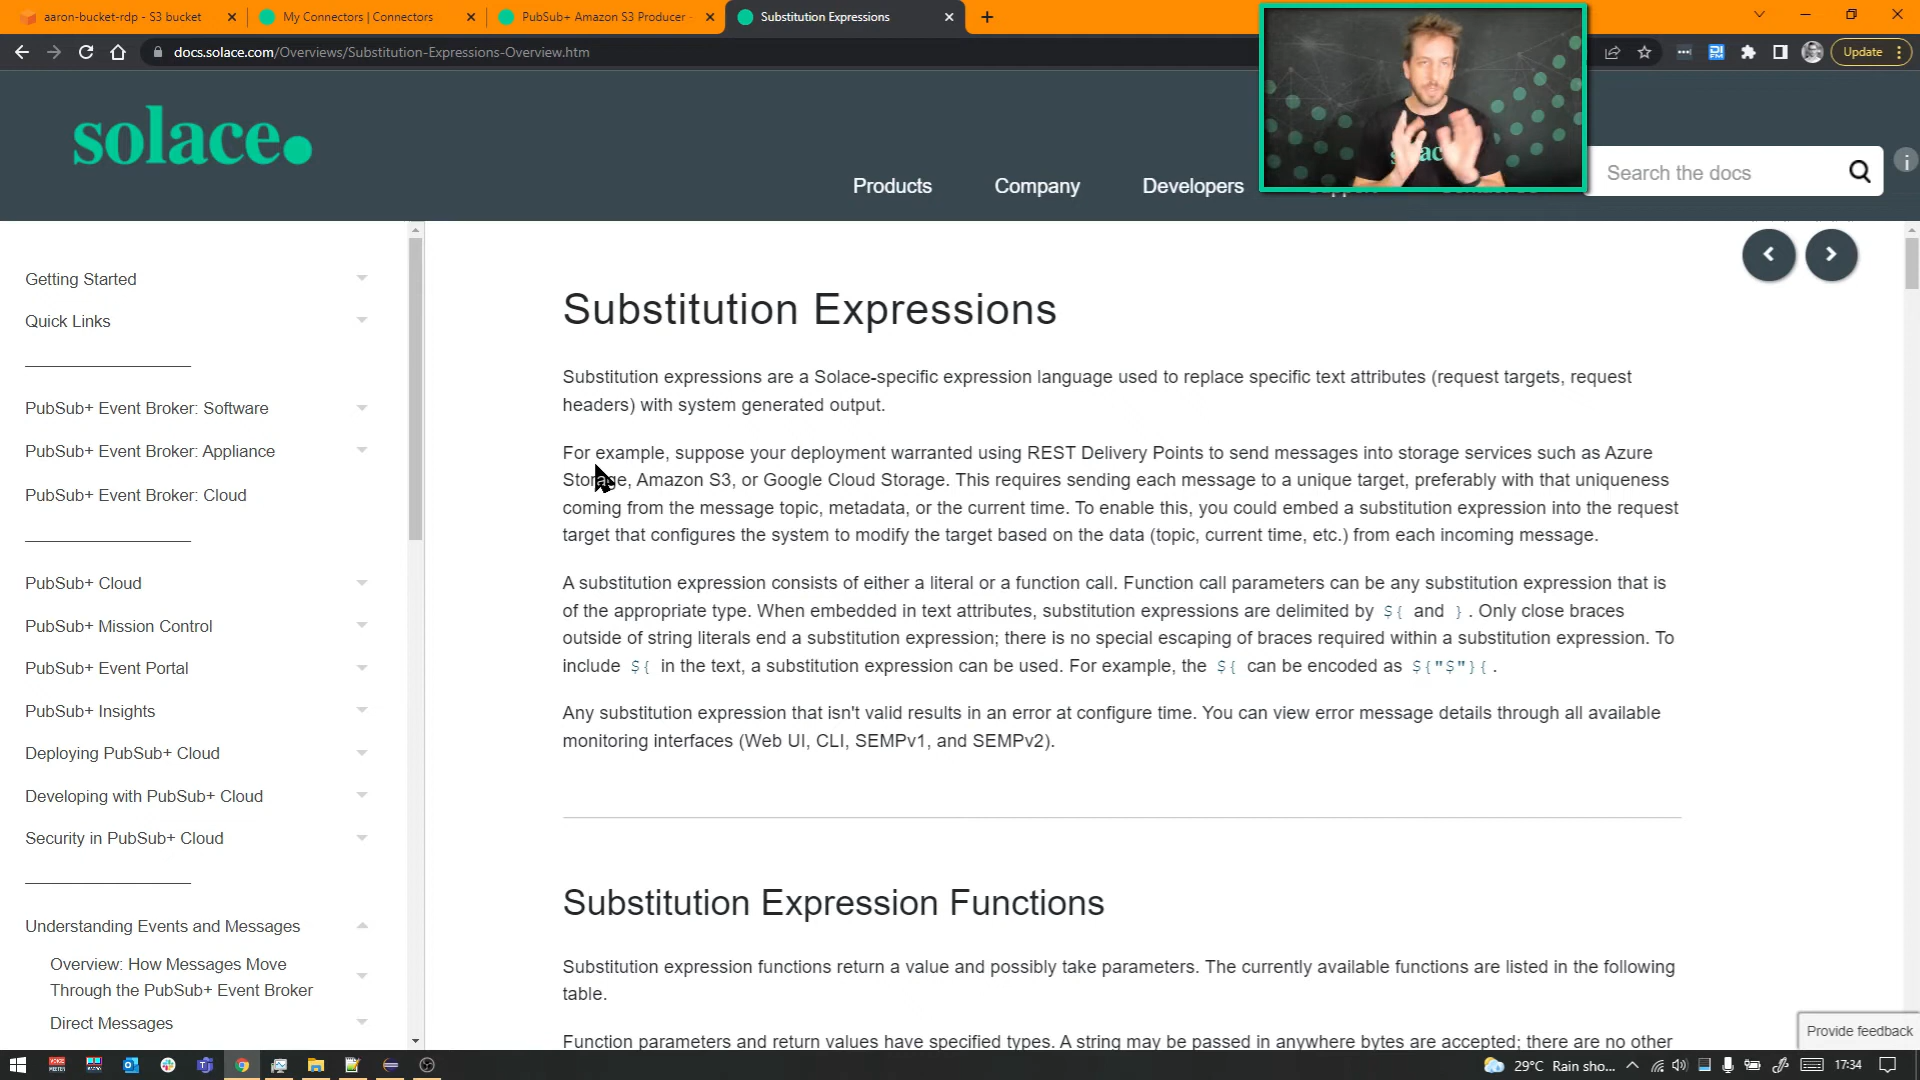 aaron-bucket-rdp - S3 bucket
My Connectors | Connectors
PubSub+ Amazon S3 Producer -
Substitution Expressions
docs.solace.com/Overviews/Substitution-Expressions-Overview.htm
Update
solace.
Products
Company
Developers
Search the docs
Getting Started
Quick Links
PubSub+ Event Broker: Software
PubSub+ Event Broker: Appliance
PubSub+ Event Broker: Cloud
PubSub+ Cloud
PubSub+ Mission Control
PubSub+ Event Portal
PubSub+ Insights
Deploying PubSub+ Cloud
Developing with PubSub+ Cloud
Security in PubSub+ Cloud
Understanding Events and Messages
Overview: How Messages Move
Through the PubSub+ Event Broker
Direct Messages
Substitution Expressions
Substitution expressions are a Solace-specific expression language used to replace specific text attributes (request targets, request
headers) with system generated output.
For example, suppose your deployment warranted using REST Delivery Points to send messages into storage services such as Azure
Storage, Amazon S3, or Google Cloud Storage. This requires sending each message to a unique target, preferably with that uniqueness
coming from the message topic, metadata, or the current time. To enable this, you could embed a substitution expression into the request
target that configures the system to modify the target based on the data (topic, current time, etc.) from each incoming message.
A substitution expression consists of either a literal or a function call. Function call parameters can be any substitution expression that is
of the appropriate type. When embedded in text attributes, substitution expressions are delimited by ${ and } . Only close braces
outside of string literals end a substitution expression; there is no special escaping of braces required within a substitution expression. To
include ${ in the text, a substitution expression can be used. For example, the ${ can be encoded as ${"$"}{ .
Any substitution expression that isn't valid results in an error at configure time. You can view error message details through all available
monitoring interfaces (Web UI, CLI, SEMPv1, and SEMPv2).
Substitution Expression Functions
Substitution expression functions return a value and possibly take parameters. The currently available functions are listed in the following
table.
Function parameters and return values have specified types. A string may be passed in anywhere bytes are accepted; there are no other
Provide feedback
29°C Rain sho...
17:34